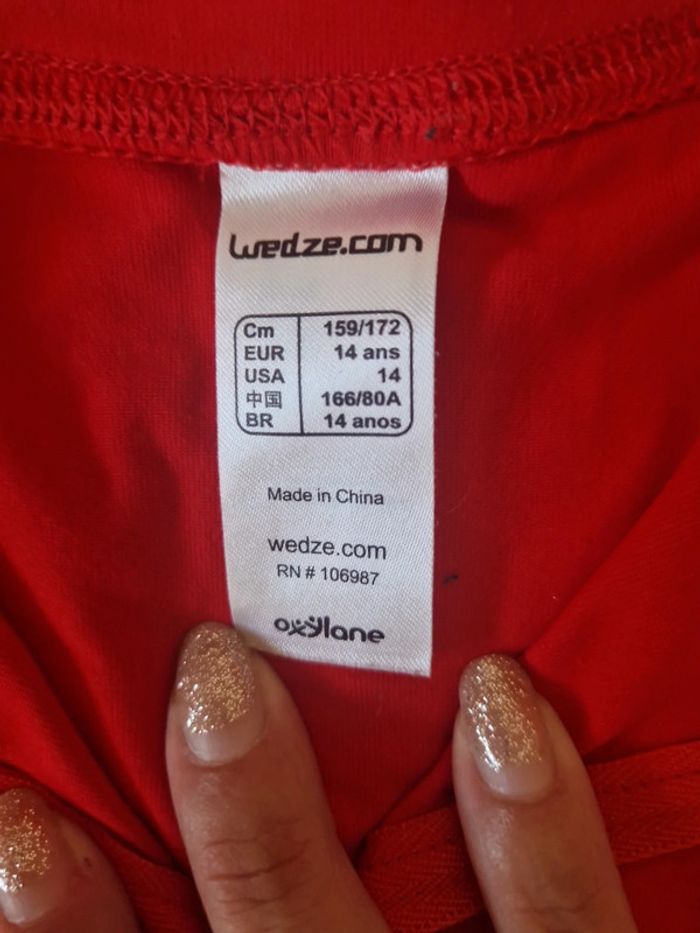 wedze.com
Cm 159/172
EUR 14 ans
USA 14
中国 166/80A
BR 14 anos
Made in China
wedze.com
RN # 106987
oxylane